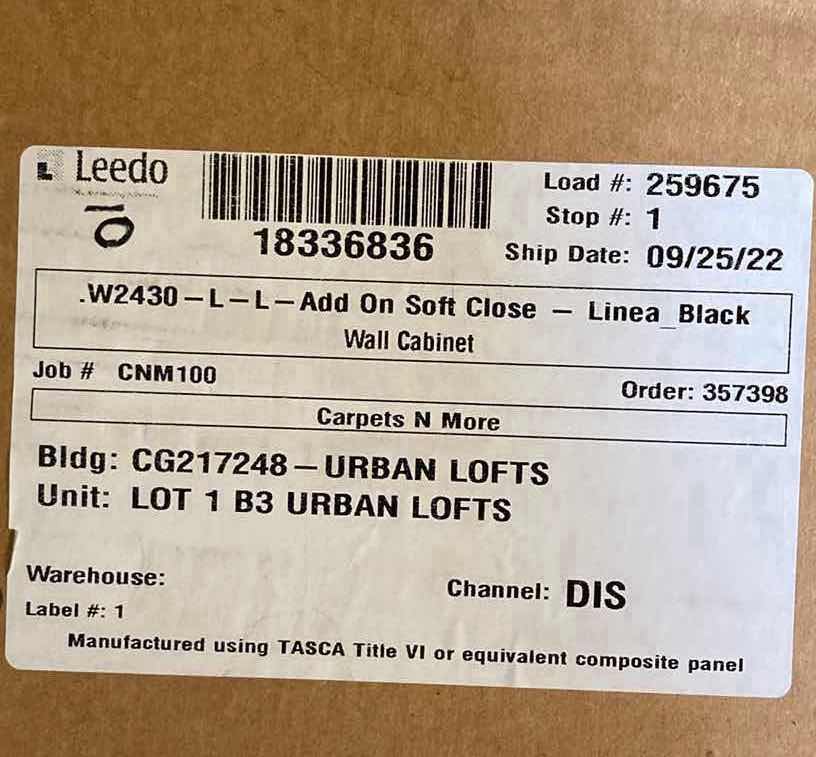 Leedo
18336836
Load #: 259675
Stop #: 1
Ship Date: 09/25/22
.W2430-L-L-Add On Soft Close - Linea_Black
Wall Cabinet
Job # CNM100
Order: 357398
Carpets N More
Bldg: CG217248-URBAN LOFTS
Unit: LOT 1 B3 URBAN LOFTS
Warehouse:
Channel: DIS
Label #: 1
Manufactured using TASCA Title VI or equivalent composite panel